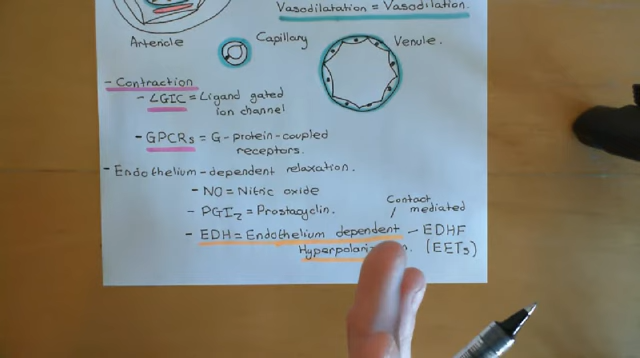 Vasodilatation = Vasodilation.
Arteriole
Capillary
Venule.
- Contraction
- LGIC = Ligand gated
ion channel
- GPCRs = G-protein-coupled
receptors.
- Endothelium-dependent relaxation.
- NO = Nitric oxide
- PGI2 = Prostacyclin.
Contact
/ mediated
- EDH = Endothelium dependent - EDHF
(EETs)